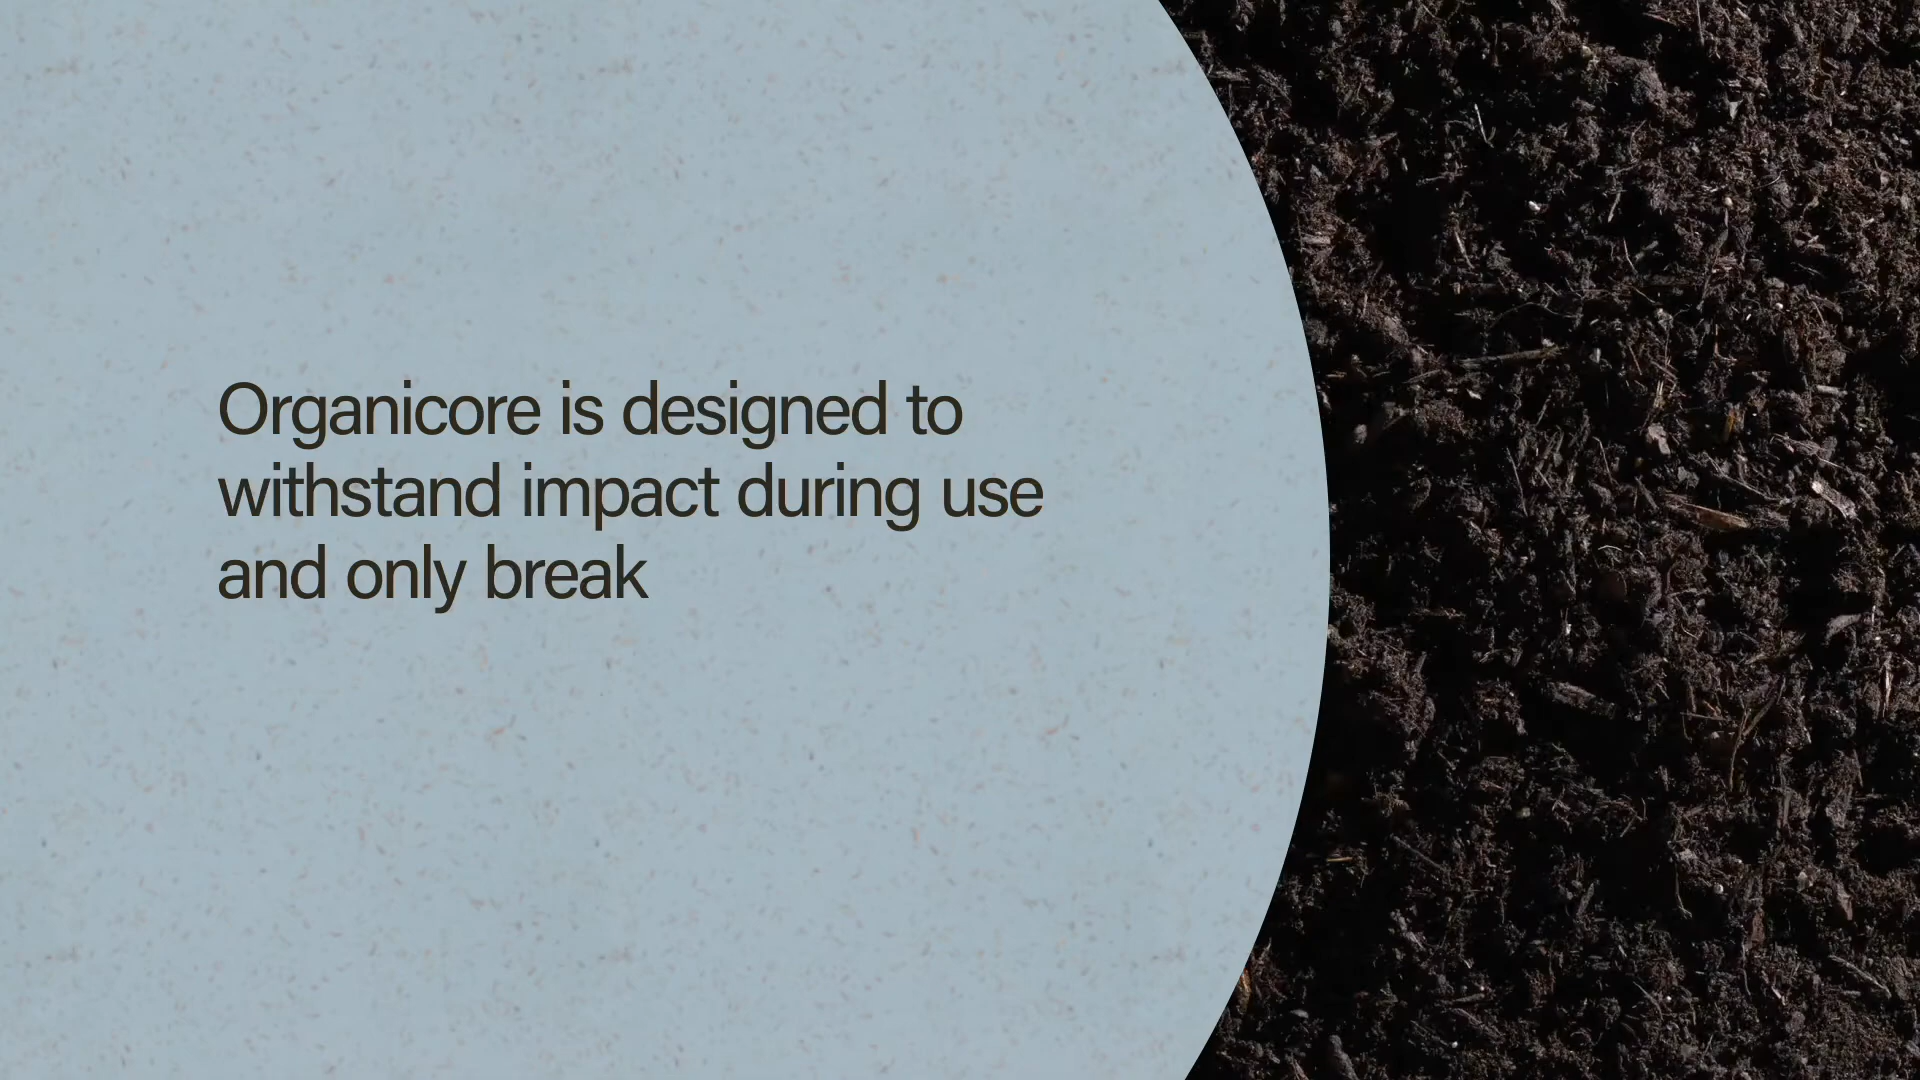 Organicore is designed to
withstand impact during use
and only break